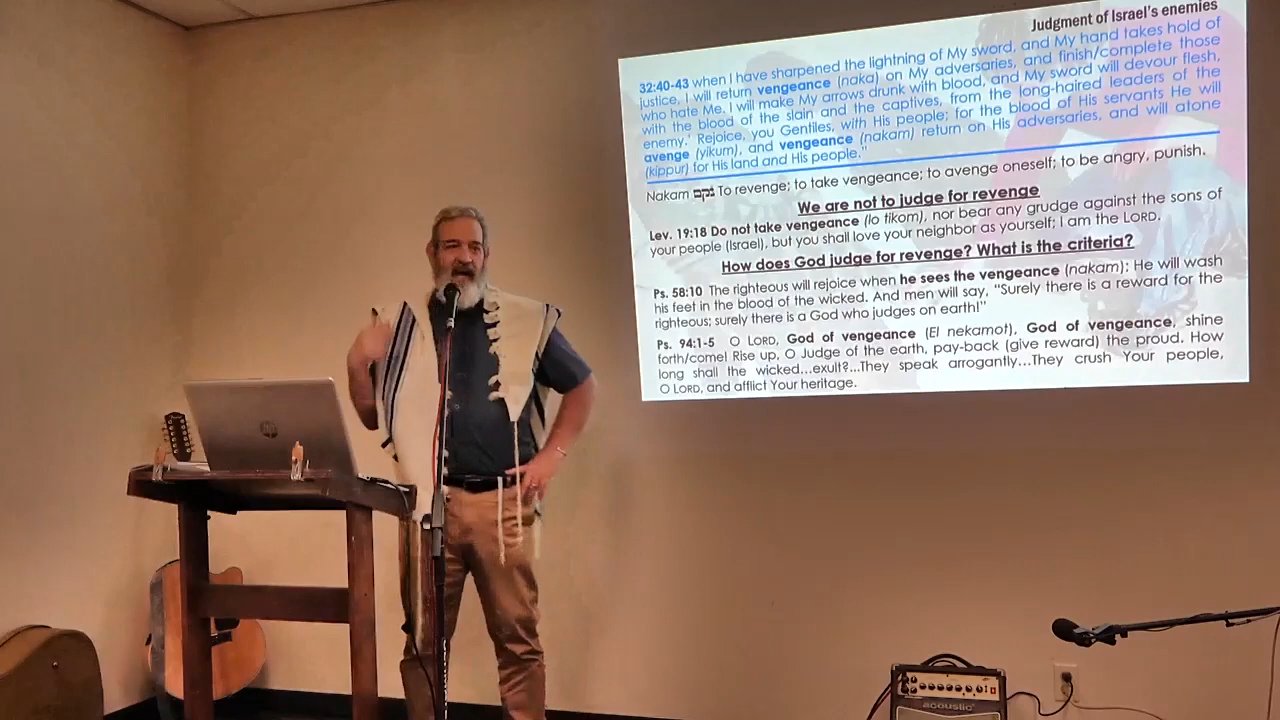 Judgment of Israel's enemies
32:40-43 when I have sharpened the lightning of My sword, and My hand takes hold of
justice, I will return vengeance (naka) on My adversaries, and finish/complete those
who hate Me. I will make My arrows drunk with blood, and My sword will devour flesh,
with the blood of the slain and the captives, from the long-haired leaders of the
enemy.' Rejoice, you Gentiles, with His people; for the blood of His servants He will
avenge (yikum), and vengeance (nakam) return on His adversaries, and will atone
(kippur) for His land and His people."
Nakam נקם To revenge; to take vengeance; to avenge oneself; to be angry, punish.
We are not to judge for revenge
Lev. 19:18 Do not take vengeance (lo tikom), nor bear any grudge against the sons of
your people (Israel), but you shall love your neighbor as yourself; I am the LORD.
How does God judge for revenge? What is the criteria?
Ps. 58:10 The righteous will rejoice when he sees the vengeance (nakam); He will wash
his feet in the blood of the wicked. And men will say, "Surely there is a reward for the
righteous; surely there is a God who judges on earth!"
Ps. 94:1-5 O LORD, God of vengeance (El nekamot), God of vengeance, shine
forth/come! Rise up, O Judge of the earth, pay-back (give reward) the proud. How
long shall the wicked...exult?...They speak arrogantly...They crush Your people,
O LORD, and afflict Your heritage.
hp
acoustic